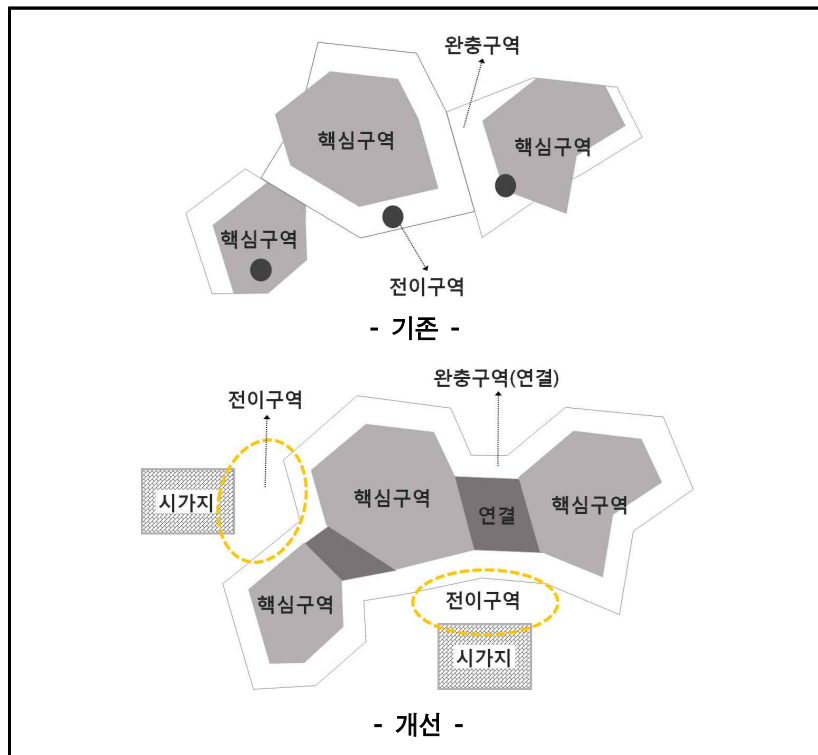 완충구역
핵심구역
핵심구역
핵심구역
전이구역
- 기존 -
완충구역(연결)
전이구역
시가지
핵심구역
연결
핵심구역
핵심구역
전이구역
시가지
- 개선 -